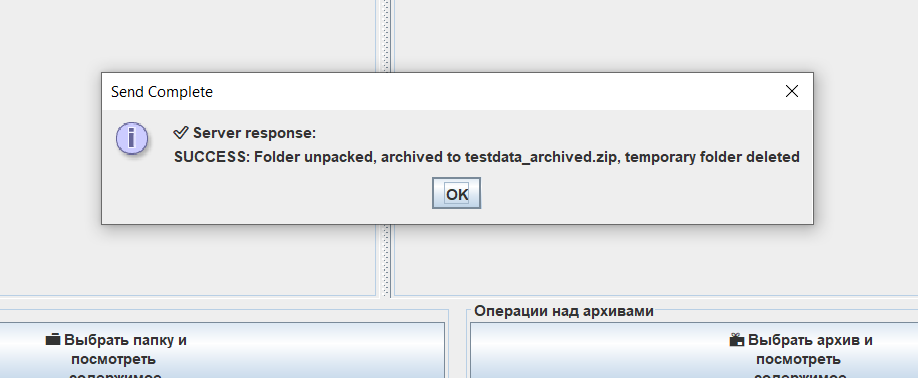 Send Complete
✓ Server response:
SUCCESS: Folder unpacked, archived to testdata_archived.zip, temporary folder deleted
OK
Операции над архивами
Выбрать папку и
посмотреть
содержимое
Выбрать архив и
посмотреть
содержимое